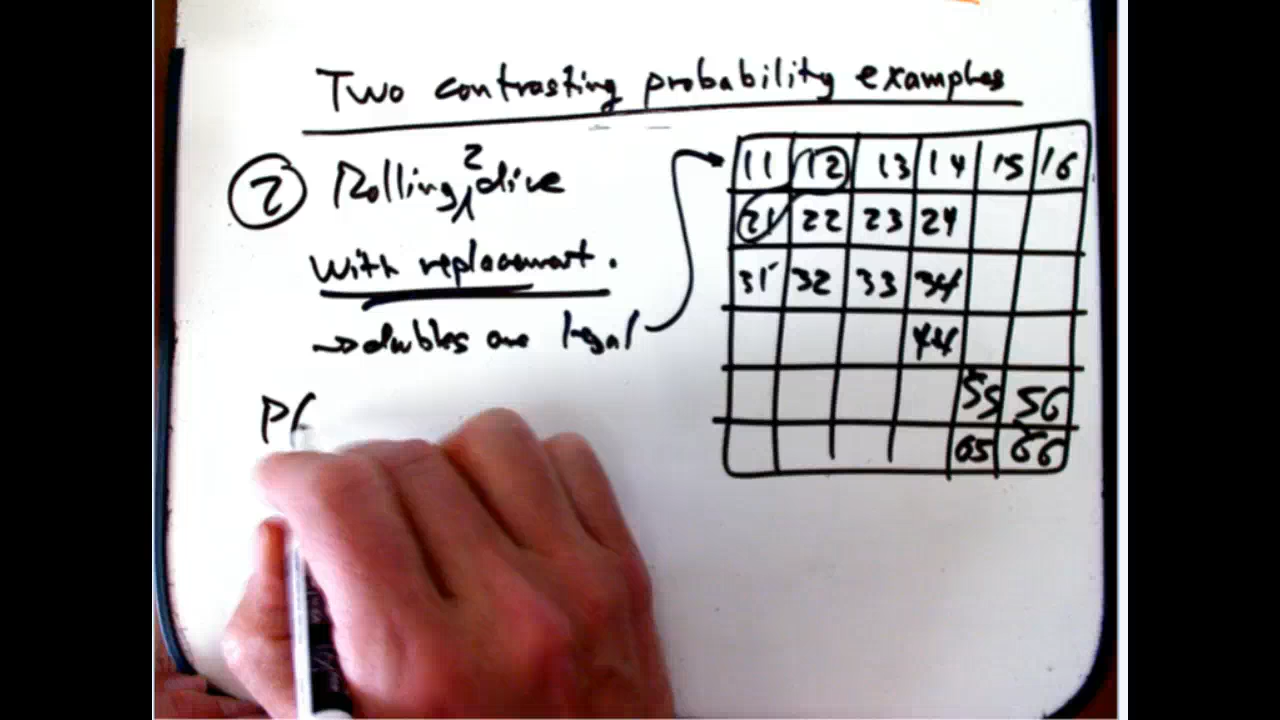 Two contrasting probability examples
2 Rolling 2 dice
with replacement.
→ doubles are legal
P(
11 12 13 14 15 16
21 22 23 24
31 32 33 34
44
55 56
65 66